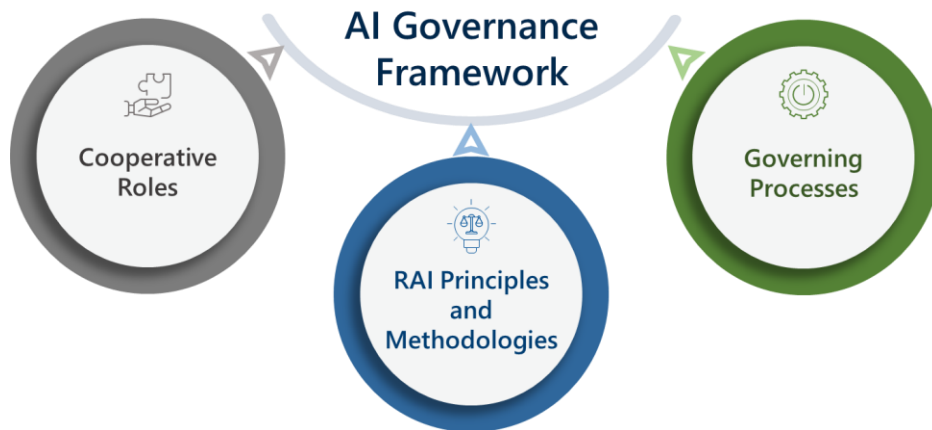 AI Governance
Framework
Cooperative
Roles
RAI Principles
and
Methodologies
Governing
Processes